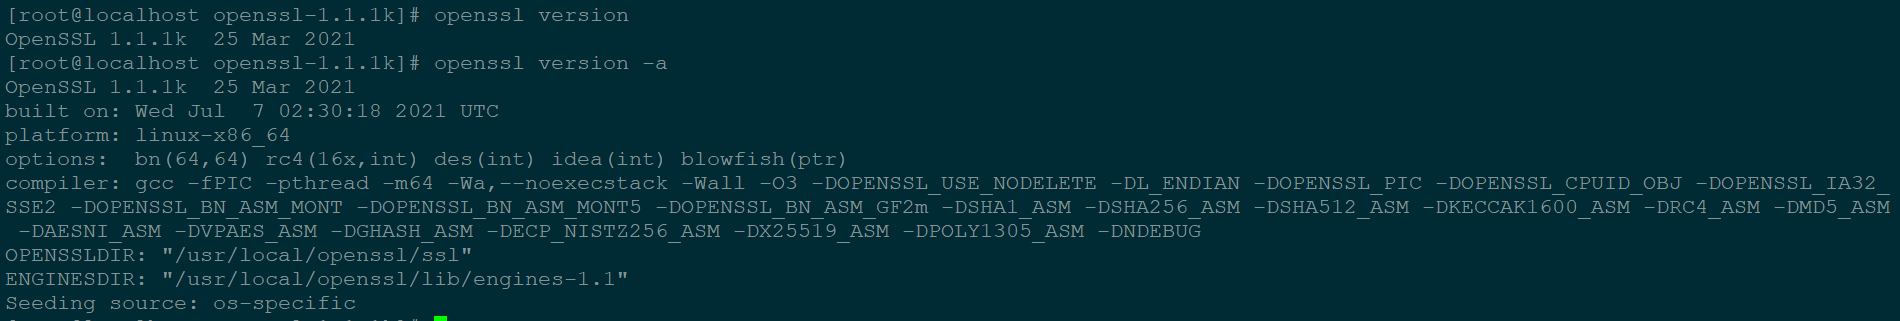 [root@localhost openssl-1.1.1k]# openssl version
OpenSSL 1.1.1k  25 Mar 2021
[root@localhost openssl-1.1.1k]# openssl version -a
OpenSSL 1.1.1k  25 Mar 2021
built on: Wed Jul  7 02:30:18 2021 UTC
platform: linux-x86_64
options:  bn(64,64) rc4(16x,int) des(int) idea(int) blowfish(ptr)
compiler: gcc -fPIC -pthread -m64 -Wa,--noexecstack -Wall -O3 -DOPENSSL_USE_NODELETE -DL_ENDIAN -DOPENSSL_PIC -DOPENSSL_CPUID_OBJ -DOPENSSL_IA32_
SSE2 -DOPENSSL_BN_ASM_MONT -DOPENSSL_BN_ASM_MONT5 -DOPENSSL_BN_ASM_GF2m -DSHA1_ASM -DSHA256_ASM -DSHA512_ASM -DKECCAK1600_ASM -DRC4_ASM -DMD5_ASM
 -DAESNI_ASM -DVPAES_ASM -DGHASH_ASM -DECP_NISTZ256_ASM -DX25519_ASM -DPOLY1305_ASM -DNDEBUG
OPENSSLDIR: "/usr/local/openssl/ssl"
ENGINESDIR: "/usr/local/openssl/lib/engines-1.1"
Seeding source: os-specific